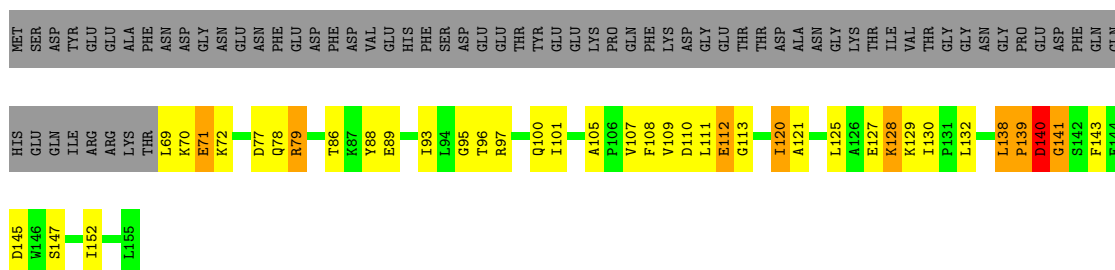 MET SER ASP TYR GLU GLU ALA PHE ASN ASP GLY ASN GLU ASN PHE GLU ASP PHE ASP VAL GLU HIS PHE SER ASP GLU GLU THR TYR GLU GLU LYS PRO GLN PHE LYS ASP GLY GLU THR THR ASP ALA ASN GLY LYS THR ILE VAL THR GLY GLY ASN GLY PRO GLU ASP PHE GLN GLN
HIS GLU GLN ILE ARG ARG LYS THR L69 K70 E71 K72 D77 Q78 R79 T86 K87 Y88 E89 I93 L94 G95 T96 R97 Q100 I101 A105 P106 V107 F108 V109 D110 L111 E112 G113 I120 A121 L125 A126 E127 K128 K129 I130 P131 L132 L138 P139 D140 G141 S142 F143 E144
D145 W146 S147 I152 L155